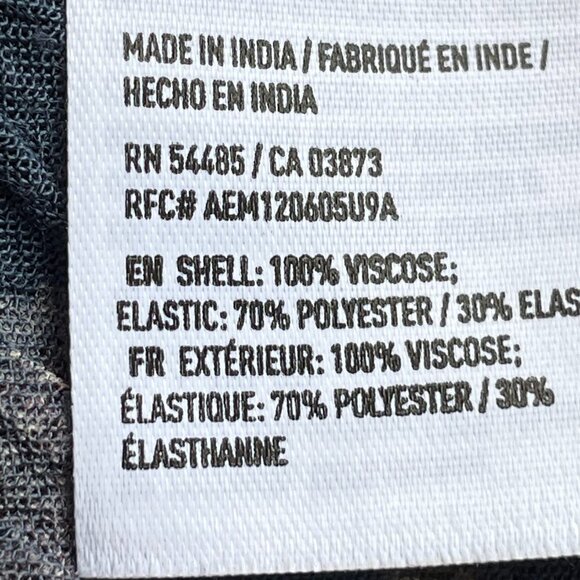 MADE IN INDIA / FABRIQUÉ EN INDE /
HECHO EN INDIA
RN 54485 / CA 03873
RFC# AEM120605U9A
EN SHELL: 100% VISCOSE;
ELASTIC: 70% POLYESTER / 30% ELAS
FR EXTÉRIEUR: 100% VISCOSE;
ÉLASTIQUE: 70% POLYESTER / 30%
ÉLASTHANNE